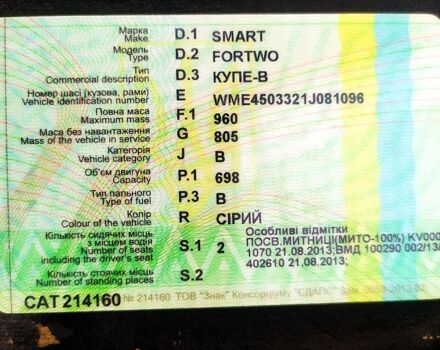 Марка D.1 SMART
Make
Модель D.2 FORTWO
Type
Тип D.3 КУПЕ-В
Commercial description
Номер шасі (кузова, рами) E WME4503321J081096
Vehicle identification number
Повна маса F.1 960
Maximum mass
Маса без навантаження G 805
Mass of the vehicle in service
Категорія J B
Vehicle category
Об'єм двигуна P.1 698
Capacity
Тип пального P.3 B
Type of fuel
Колір R СІРИЙ
Colour of the vehicle
Кількість сидячих місць
з місцем водія S.1 2
Number of seats
including the driver's seat
Особливі відмітки
ПОСВ.МИТНИЦІ(МИТО-100%) KV000
1070 21.08.2013;ВМД 100290 002/13/
402610 21.08.2013;
Кількість стоячих місць S.2
Number of standing places
САТ 214160 № 214160 ТОВ "Знак" Консорціуму "ЄДАПС" Зам.